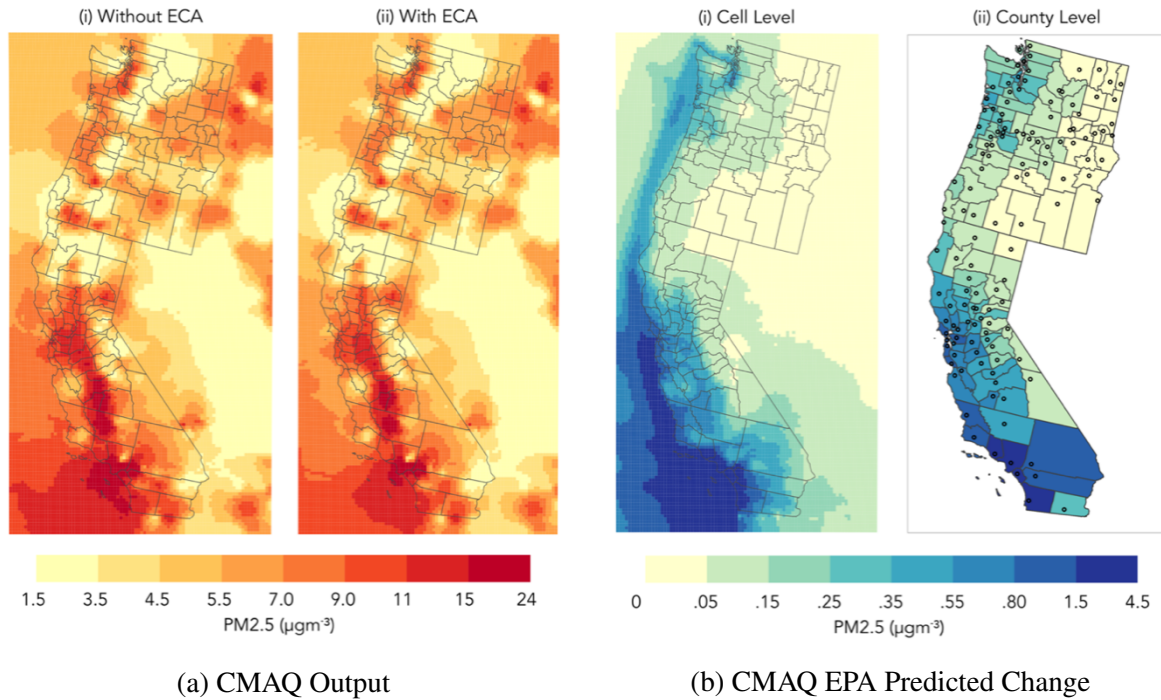 (i) Without ECA
(ii) With ECA
(i) Cell Level
(ii) County Level
1.5 3.5 4.5 5.5 7.0 9.0 11 15 24
PM2.5 (µgm⁻³)
0 .05 .15 .25 .35 .55 .80 1.5 4.5
PM2.5 (µgm⁻³)
(a) CMAQ Output
(b) CMAQ EPA Predicted Change